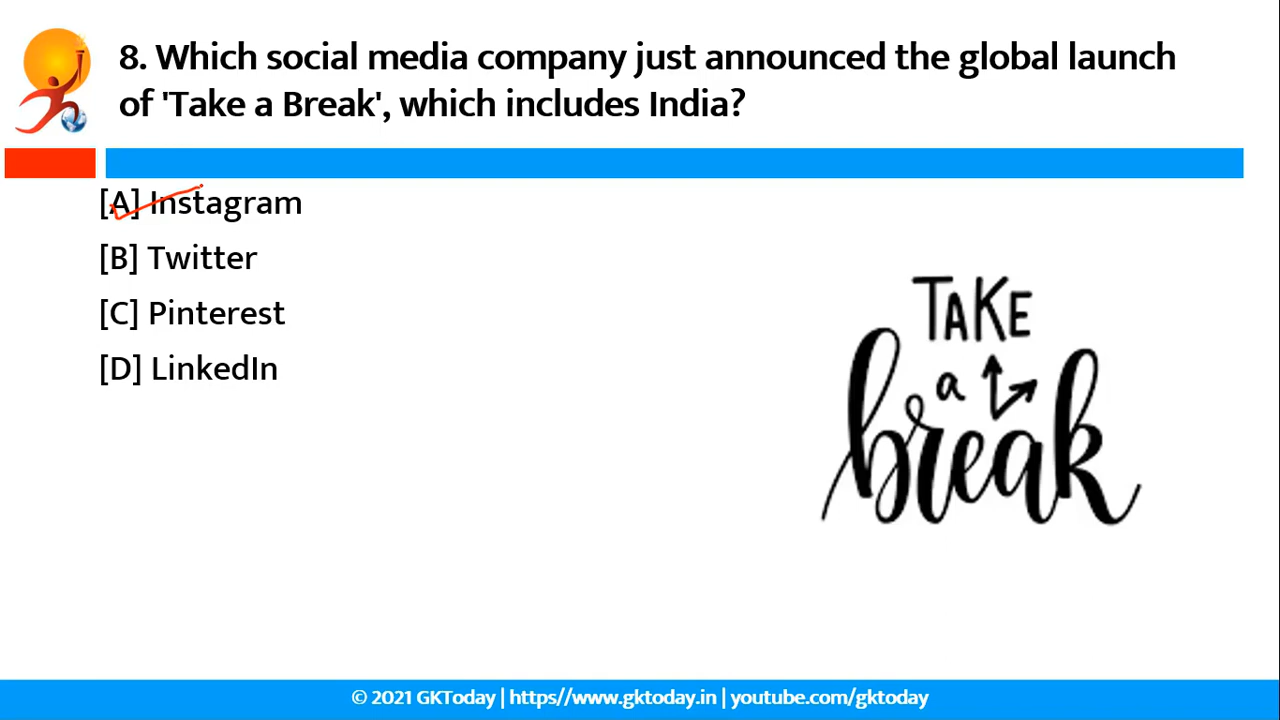 8. Which social media company just announced the global launch
of 'Take a Break', which includes India?
[A] Instagram
[B] Twitter
[C] Pinterest
[D] LinkedIn
TAKE
a
break
© 2021 GKToday | https//www.gktoday.in | youtube.com/gktoday